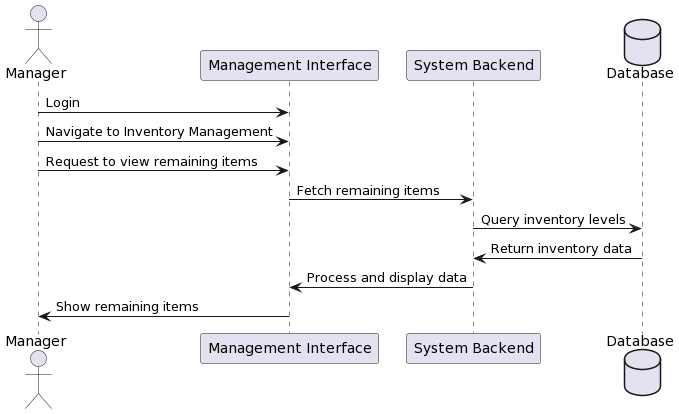 Manager
Management Interface
System Backend
Database
Login
Navigate to Inventory Management
Request to view remaining items
Fetch remaining items
Query inventory levels
Return inventory data
Process and display data
Show remaining items
Manager
Management Interface
System Backend
Database